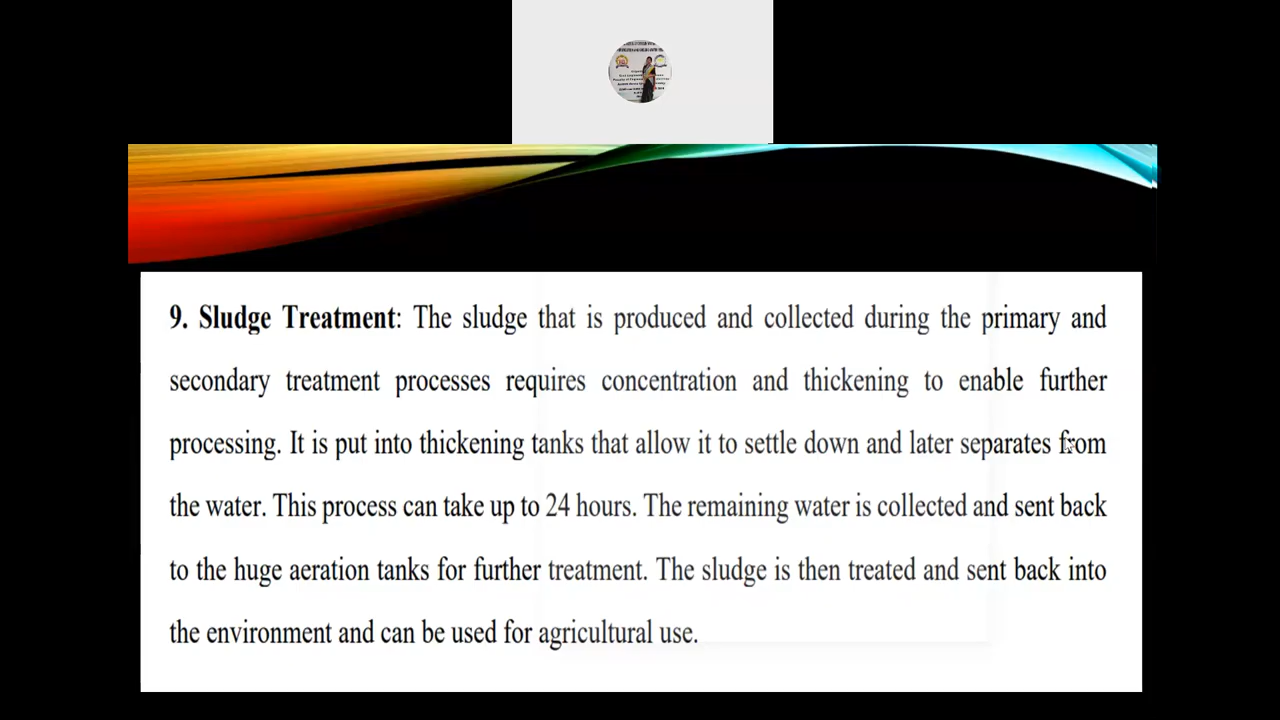 9. Sludge Treatment: The sludge that is produced and collected during the primary and
secondary treatment processes requires concentration and thickening to enable further
processing. It is put into thickening tanks that allow it to settle down and later separates from
the water. This process can take up to 24 hours. The remaining water is collected and sent back
to the huge aeration tanks for further treatment. The sludge is then treated and sent back into
the environment and can be used for agricultural use.